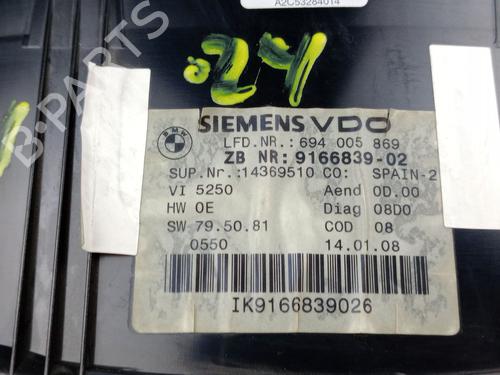 A2C53284014
B-PARTS
.24
BMW
SIEMENS VDO
LFD.NR.: 694 005 869
ZB NR: 9166839-02
SUP.Nr.:14369510 CO: SPAIN-2
VI 5250 Aend 0D.00
HW 0E Diag 08D0
SW 79.50.81 COD 08
0550 14.01.08
IK9166839026